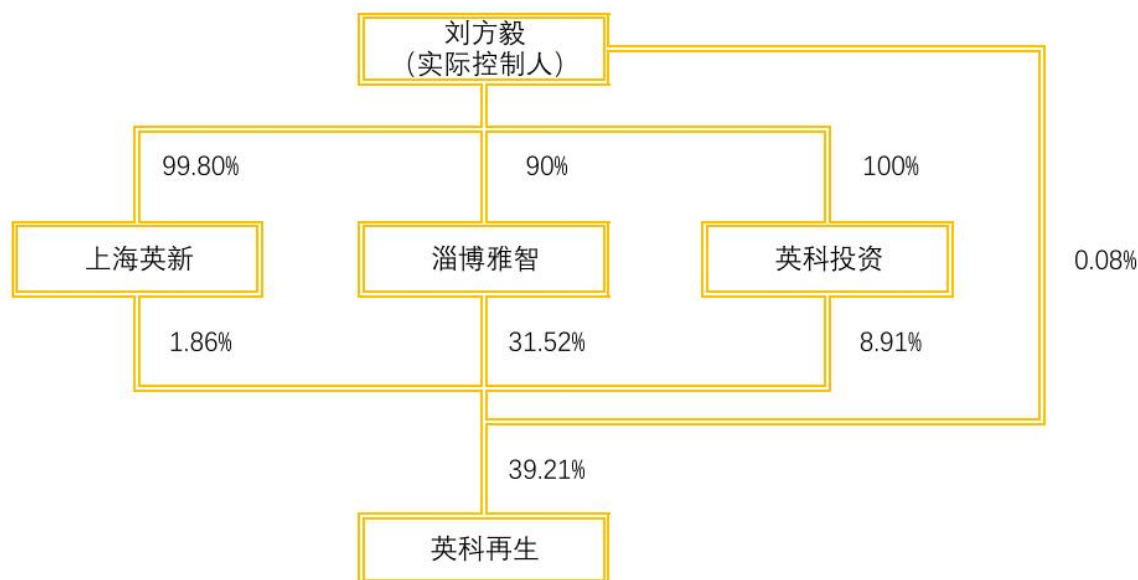 刘方毅
（实际控制人）
99.80%
90%
100%
上海英新
淄博雅智
英科投资
0.08%
1.86%
31.52%
8.91%
39.21%
英科再生